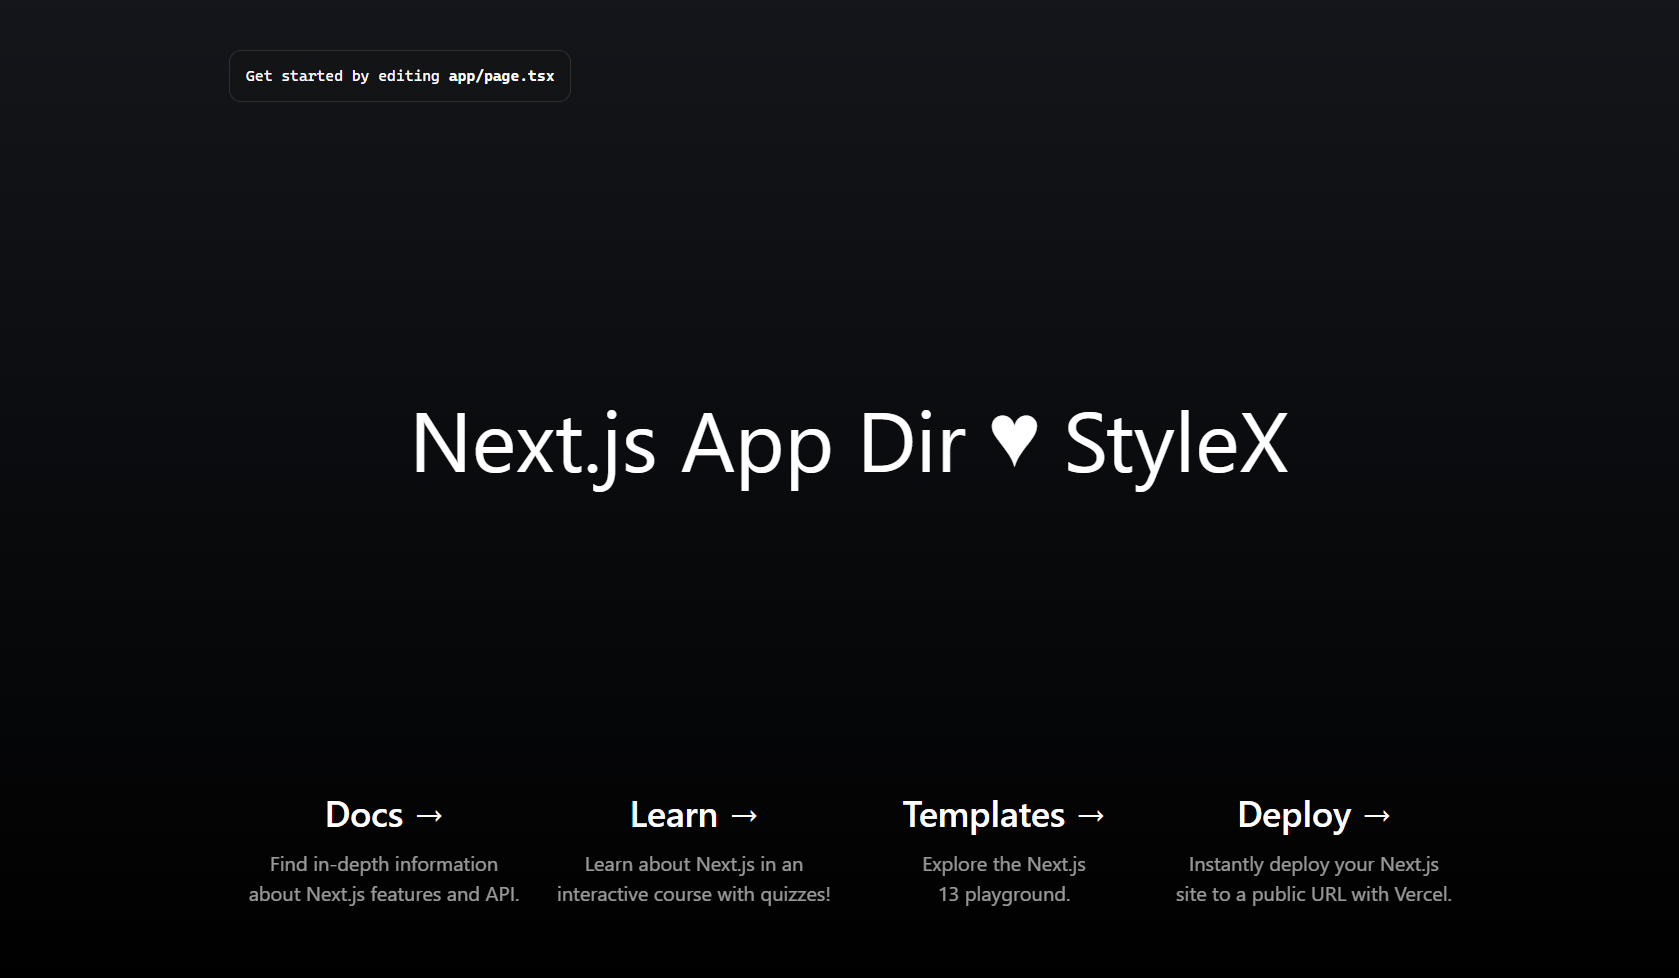 Get started by editing app/page.tsx
Next.js App Dir ♥ StyleX
Docs →
Find in-depth information
about Next.js features and API.
Learn →
Learn about Next.js in an
interactive course with quizzes!
Templates →
Explore the Next.js
13 playground.
Deploy →
Instantly deploy your Next.js
site to a public URL with Vercel.